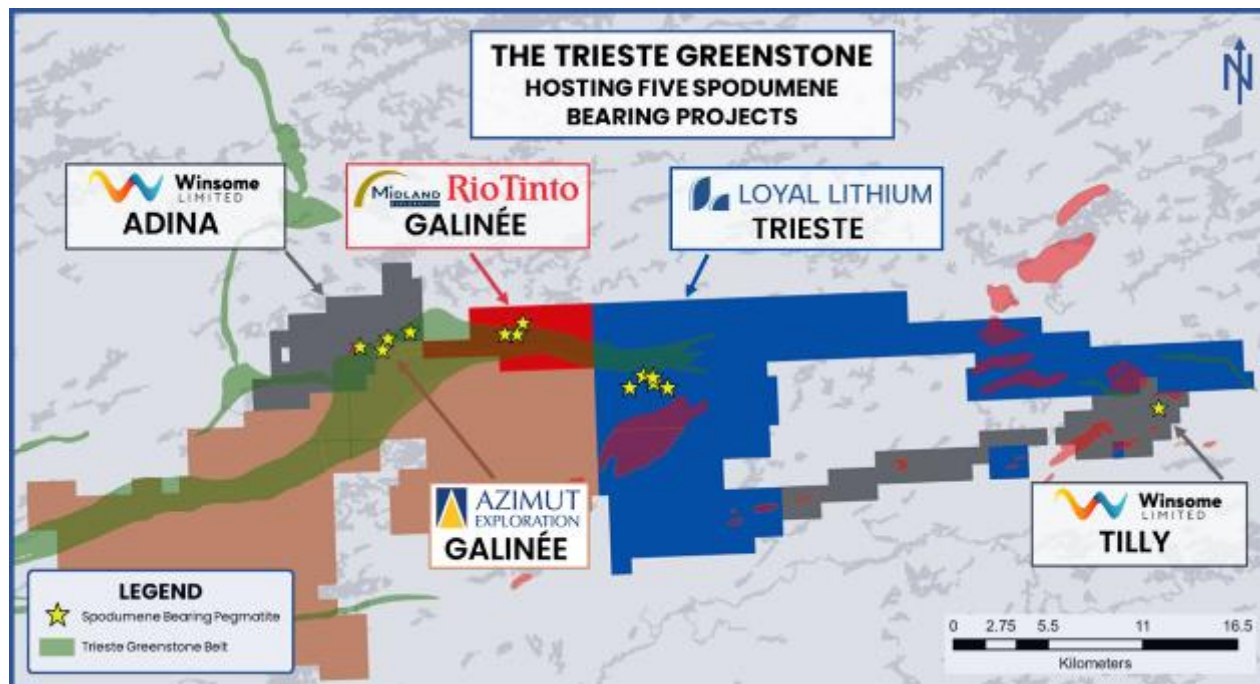 THE TRIESTE GREENSTONE
HOSTING FIVE SPODUMENE
BEARING PROJECTS
N
Winsome
LIMITED
ADINA
MIDLAND
RioTinto
GALINÉE
LOYAL LITHIUM
TRIESTE
AZIMUT
EXPLORATION
GALINÉE
Winsome
LIMITED
TILLY
LEGEND
Spodumene Bearing Pegmatite
Trieste Greenstone Belt
0 2.75 5.5 11 16.5
Kilometers